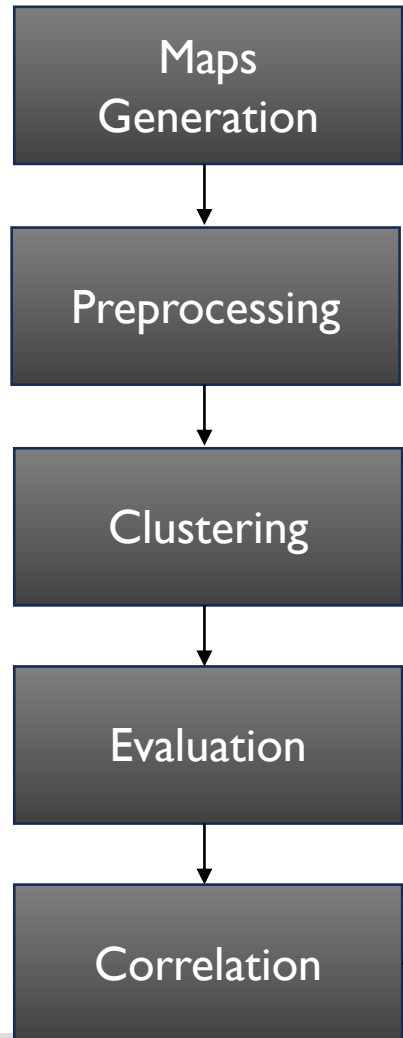 Maps
Generation
Preprocessing
Clustering
Evaluation
Correlation